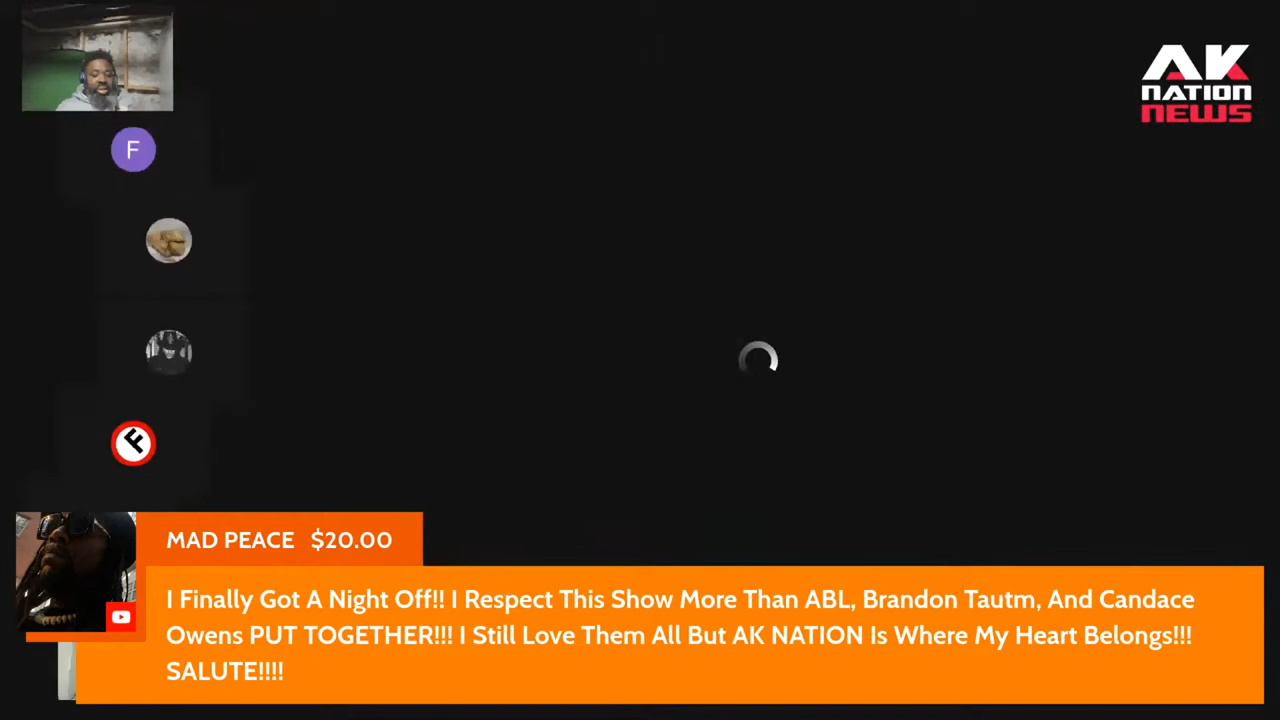 AK
NATION
NEWS
F
F
MAD PEACE $20.00
I Finally Got A Night Off!! I Respect This Show More Than ABL, Brandon Tautm, And Candace
Owens PUT TOGETHER!!! I Still Love Them All But AK NATION Is Where My Heart Belongs!!!
SALUTE!!!!